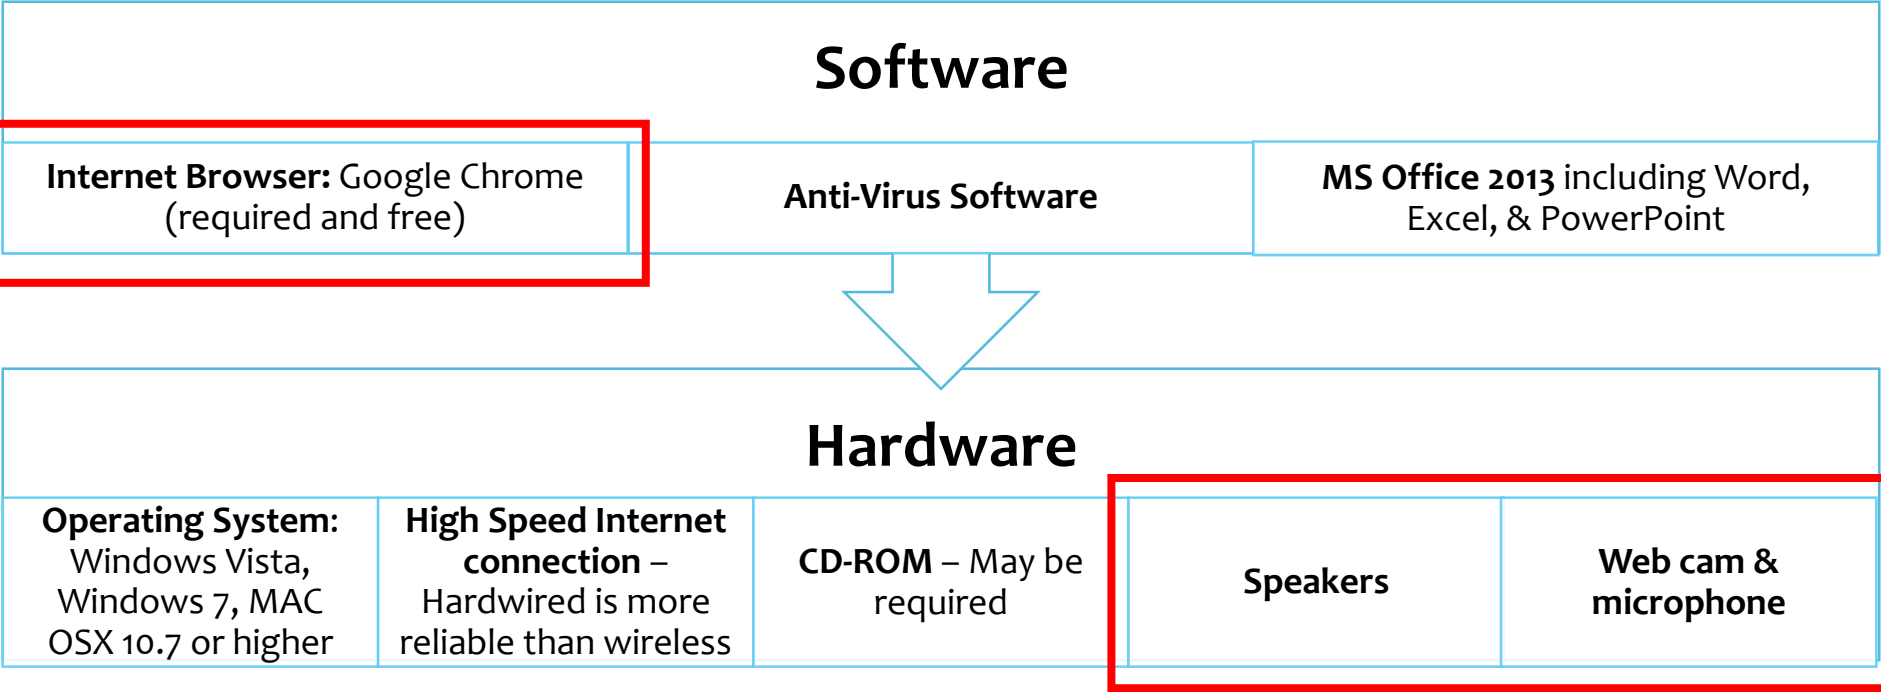 Software
Internet Browser: Google Chrome
(required and free)
Anti-Virus Software
MS Office 2013 including Word,
Excel, & PowerPoint
Hardware
Operating System:
Windows Vista,
Windows 7, MAC
OSX 10.7 or higher
High Speed Internet
connection –
Hardwired is more
reliable than wireless
CD-ROM – May be
required
Speakers
Web cam &
microphone